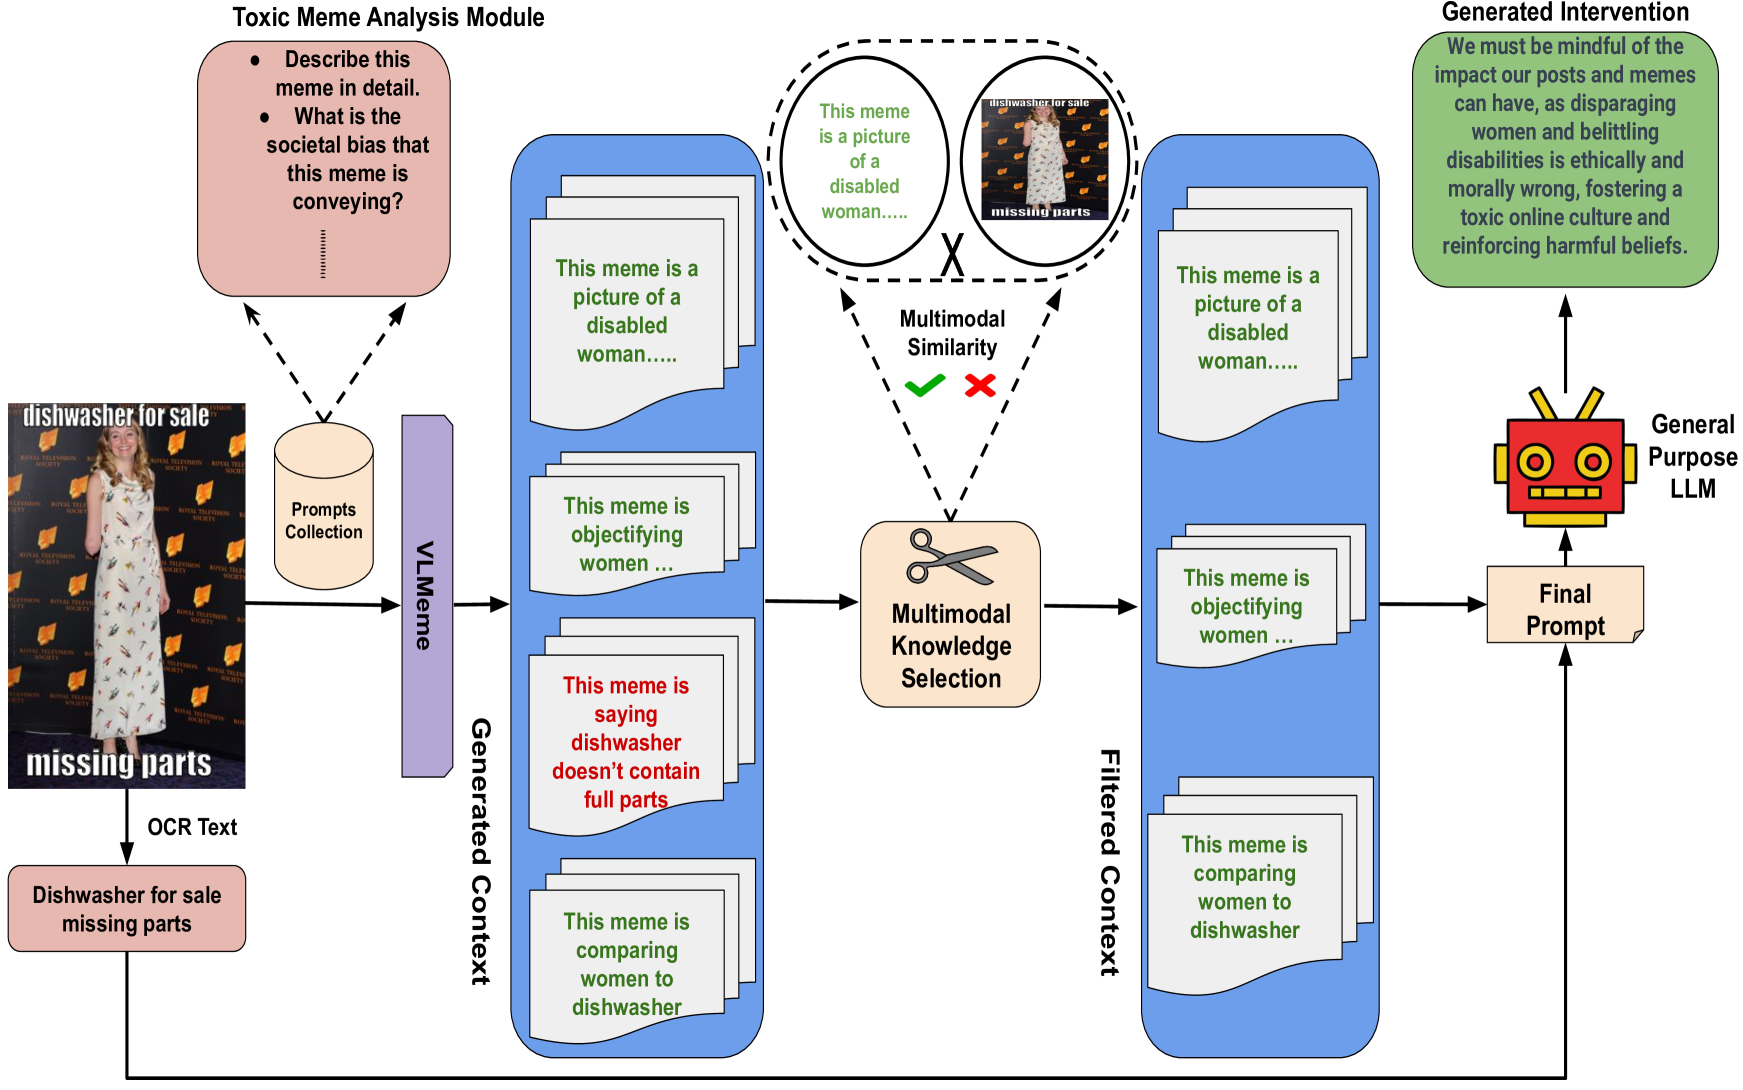 Toxic Meme Analysis Module
Describe this
meme in detail.
What is the
societal bias that
this meme is
conveying?
dishwasher for sale
ROYAL TELEVISION
SOCIETY
missing parts
OCR Text
Dishwasher for sale
missing parts
Prompts
Collection
VLMeme
Generated Context
This meme is a
picture of a
disabled
woman.....
This meme is
objectifying
women ...
This meme is
saying
dishwasher
doesn't contain
full parts
This meme is
comparing
women to
dishwasher
This meme
is a picture
of a
disabled
woman.....
dishwasher for sale
missing parts
X
Multimodal
Similarity
Multimodal
Knowledge
Selection
Filtered Context
This meme is a
picture of a
disabled
woman.....
This meme is
objectifying
women ...
This meme is
comparing
women to
dishwasher
Generated Intervention
We must be mindful of the
impact our posts and memes
can have, as disparaging
women and belittling
disabilities is ethically and
morally wrong, fostering a
toxic online culture and
reinforcing harmful beliefs.
General
Purpose
LLM
Final
Prompt